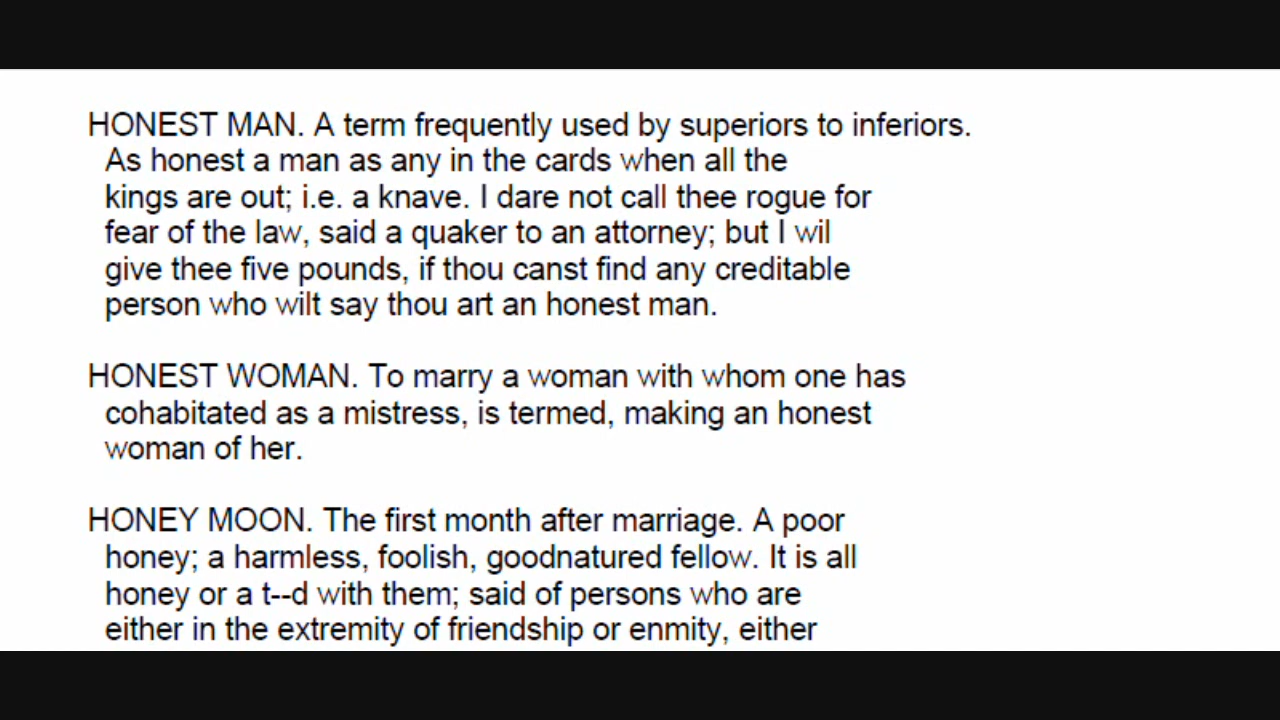 HONEST MAN. A term frequently used by superiors to inferiors.
As honest a man as any in the cards when all the
kings are out; i.e. a knave. I dare not call thee rogue for
fear of the law, said a quaker to an attorney; but I wil
give thee five pounds, if thou canst find any creditable
person who wilt say thou art an honest man.
HONEST WOMAN. To marry a woman with whom one has
cohabitated as a mistress, is termed, making an honest
woman of her.
HONEY MOON. The first month after marriage. A poor
honey; a harmless, foolish, goodnatured fellow. It is all
honey or a t--d with them; said of persons who are
either in the extremity of friendship or enmity, either